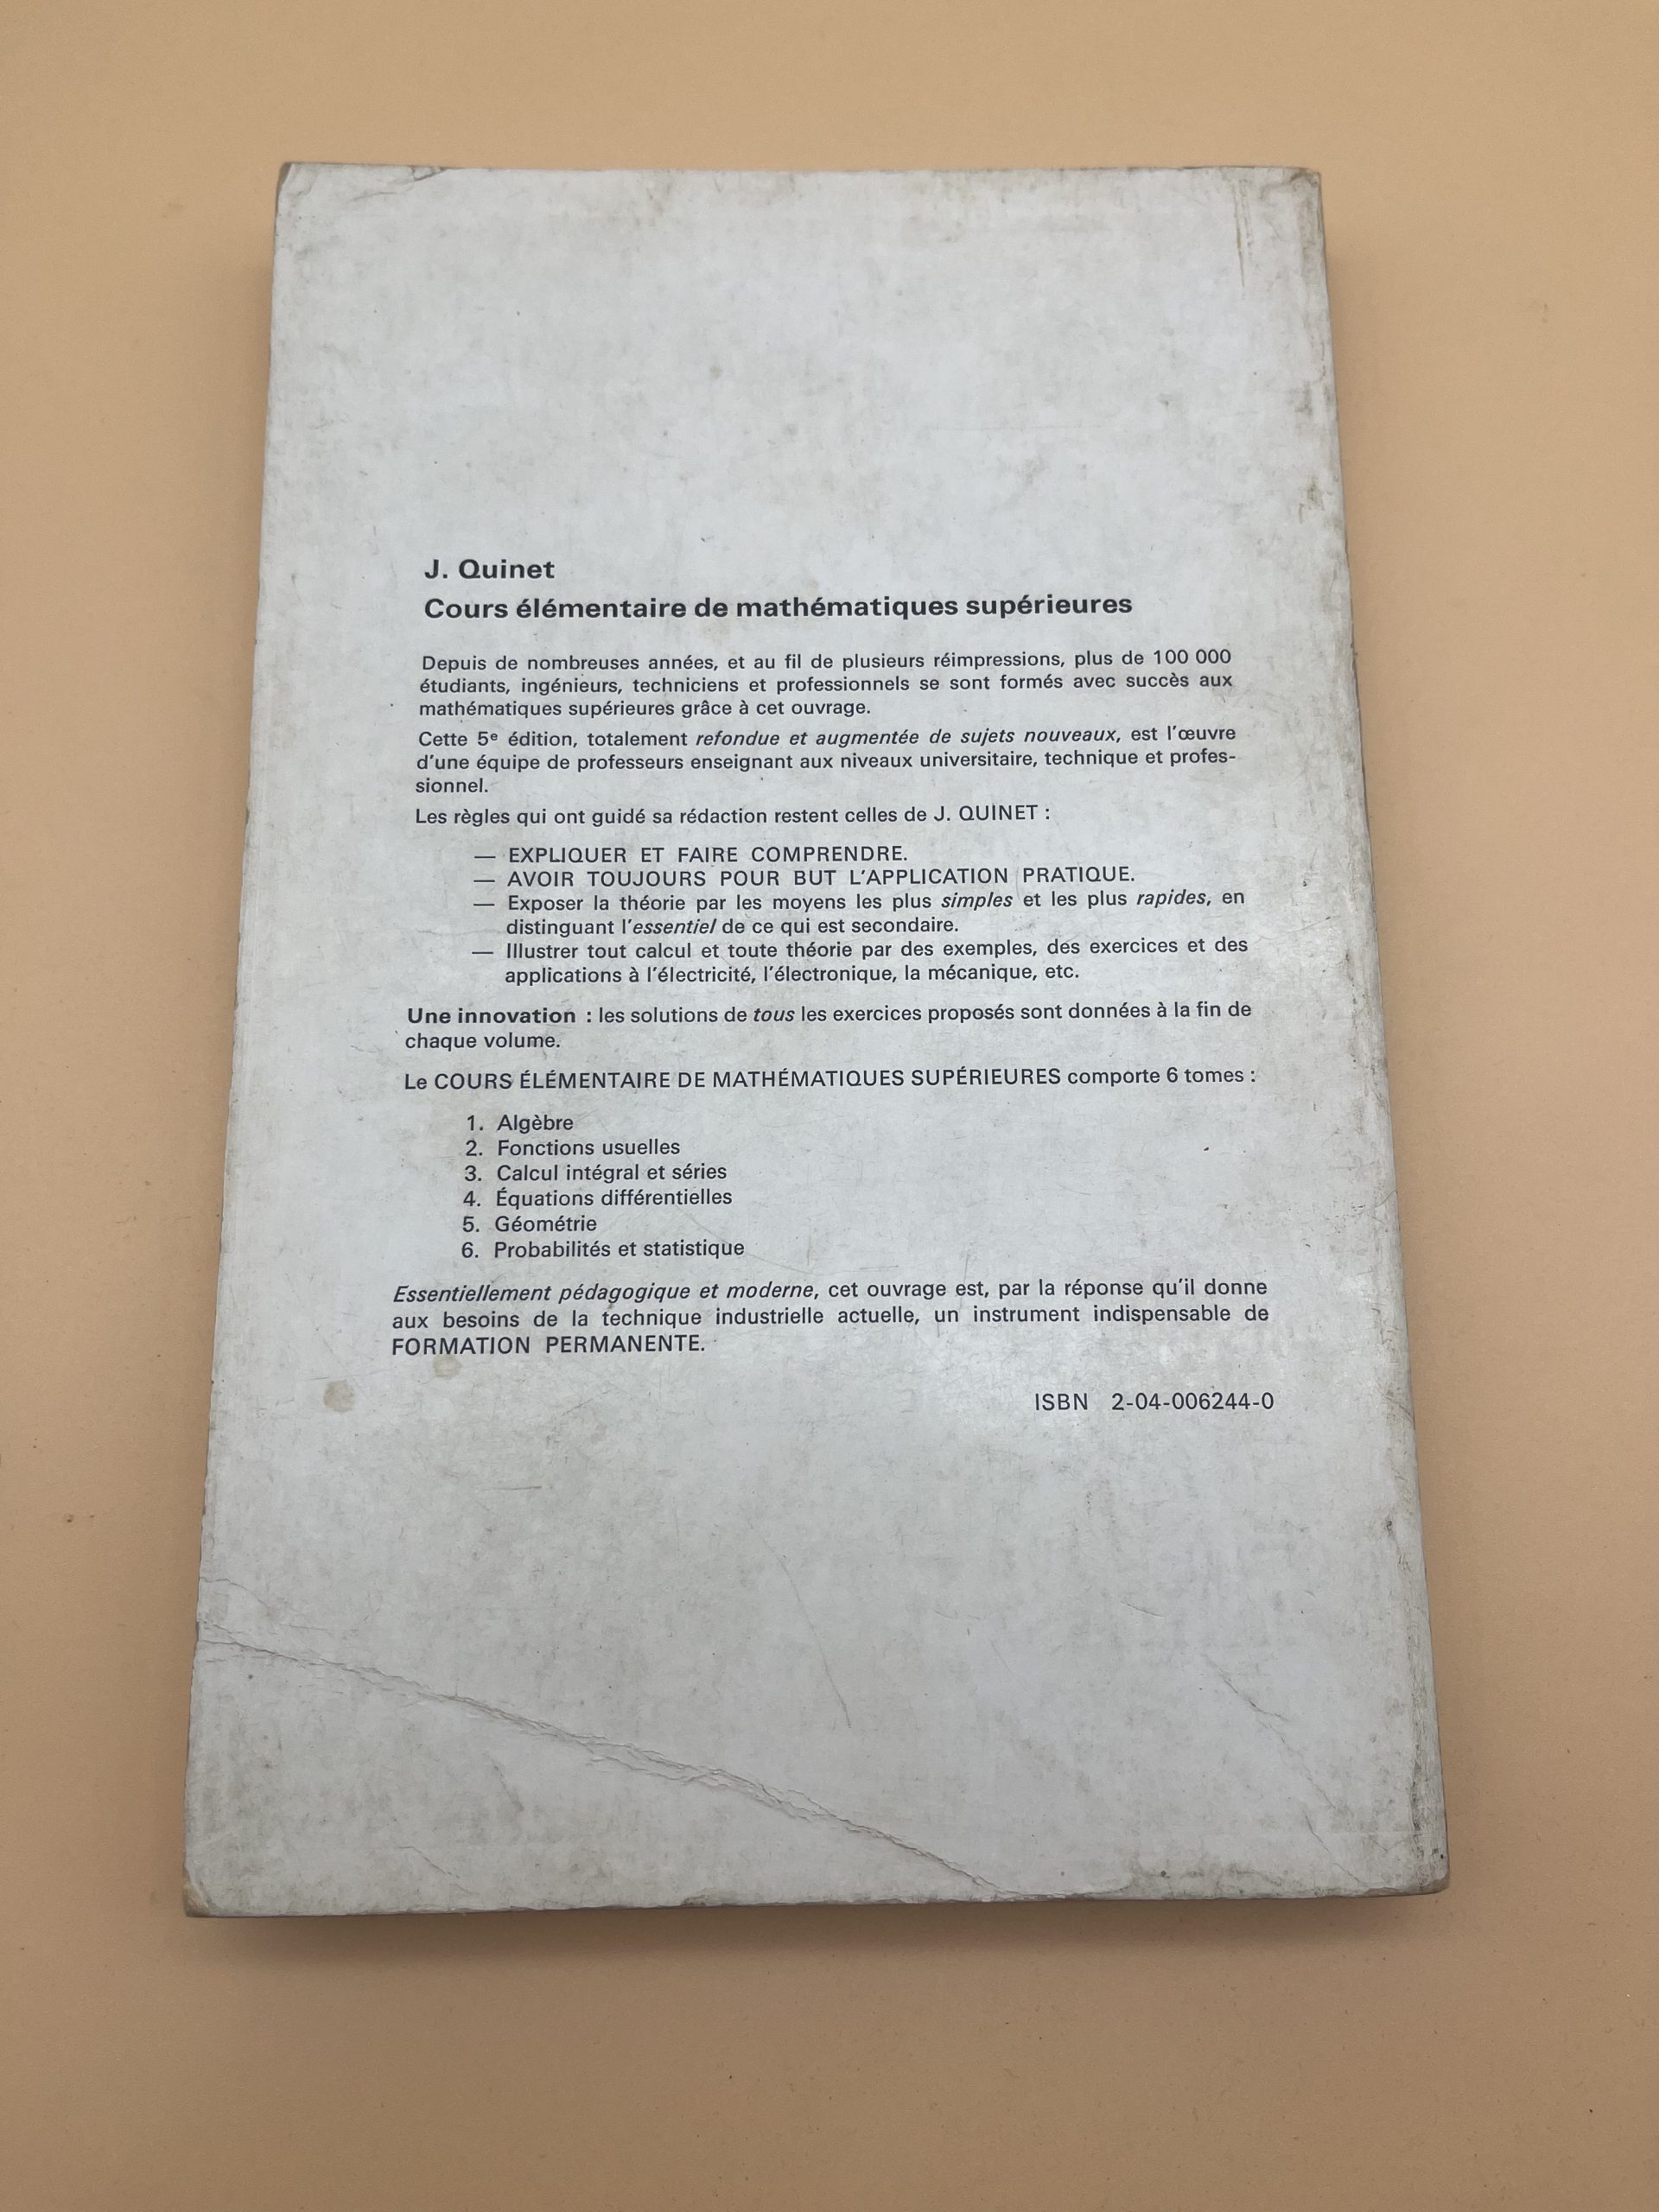 J. Quinet
Cours élémentaire de mathématiques supérieures
Depuis de nombreuses années, et au fil de plusieurs réimpressions, plus de 100 000
étudiants, ingénieurs, techniciens et professionnels se sont formés avec succès aux
mathématiques supérieures grâce à cet ouvrage.
Cette 5e édition, totalement refondue et augmentée de sujets nouveaux, est l'œuvre
d'une équipe de professeurs enseignant aux niveaux universitaire, technique et profes-
sionnel.
Les règles qui ont guidé sa rédaction restent celles de J. QUINET :
— EXPLIQUER ET FAIRE COMPRENDRE.
— AVOIR TOUJOURS POUR BUT L'APPLICATION PRATIQUE.
— Exposer la théorie par les moyens les plus simples et les plus rapides, en
distinguant l'essentiel de ce qui est secondaire.
— Illustrer tout calcul et toute théorie par des exemples, des exercices et des
applications à l'électricité, l'électronique, la mécanique, etc.
Une innovation : les solutions de tous les exercices proposés sont données à la fin de
chaque volume.
Le COURS ÉLÉMENTAIRE DE MATHÉMATIQUES SUPÉRIEURES comporte 6 tomes :
1. Algèbre
2. Fonctions usuelles
3. Calcul intégral et séries
4. Équations différentielles
5. Géométrie
6. Probabilités et statistique
Essentiellement pédagogique et moderne, cet ouvrage est, par la réponse qu'il donne
aux besoins de la technique industrielle actuelle, un instrument indispensable de
FORMATION PERMANENTE.
ISBN 2-04-006244-0